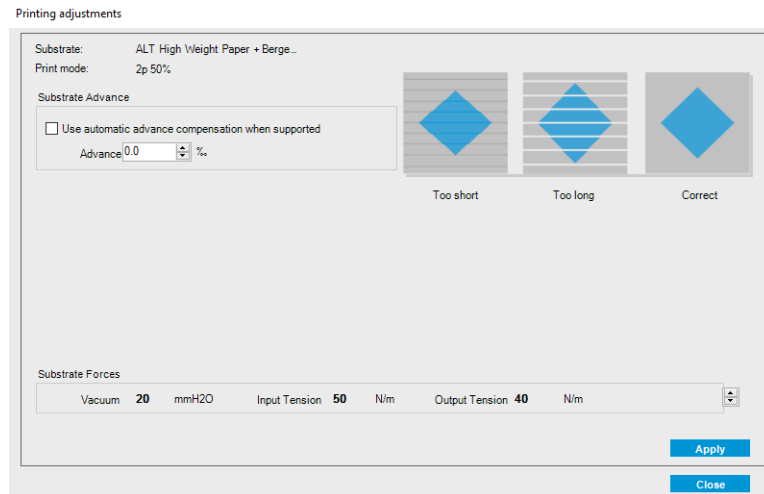 Printing adjustments
Substrate: ALT High Weight Paper + Berge...
Print mode: 2p 50%
Substrate Advance
Use automatic advance compensation when supported
Advance 0.0 ‰
Too short Too long Correct
Substrate Forces
Vacuum 20 mmH2O Input Tension 50 N/m Output Tension 40 N/m
Apply
Close